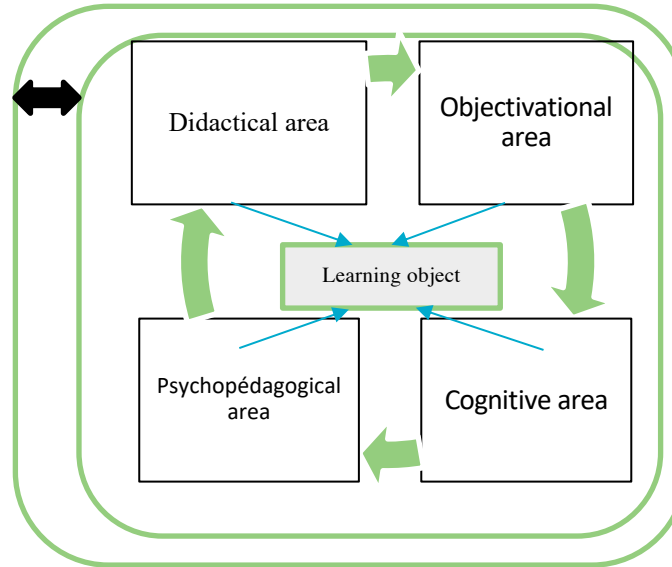 Didactical area
Objectivational
area
Learning object
Psychopédagogical
area
Cognitive area